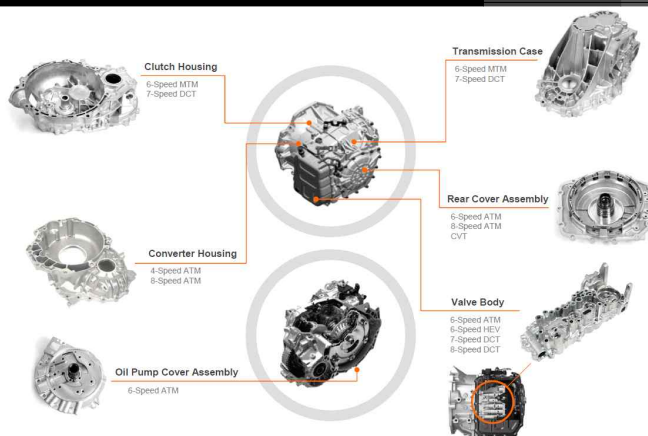 Clutch Housing
6-Speed MTM
7-Speed DCT
Transmission Case
6-Speed MTM
7-Speed DCT
Rear Cover Assembly
6-Speed ATM
8-Speed ATM
CVT
Converter Housing
4-Speed ATM
8-Speed ATM
Valve Body
6-Speed ATM
6-Speed HEV
7-Speed DCT
8-Speed DCT
Oil Pump Cover Assembly
6-Speed ATM